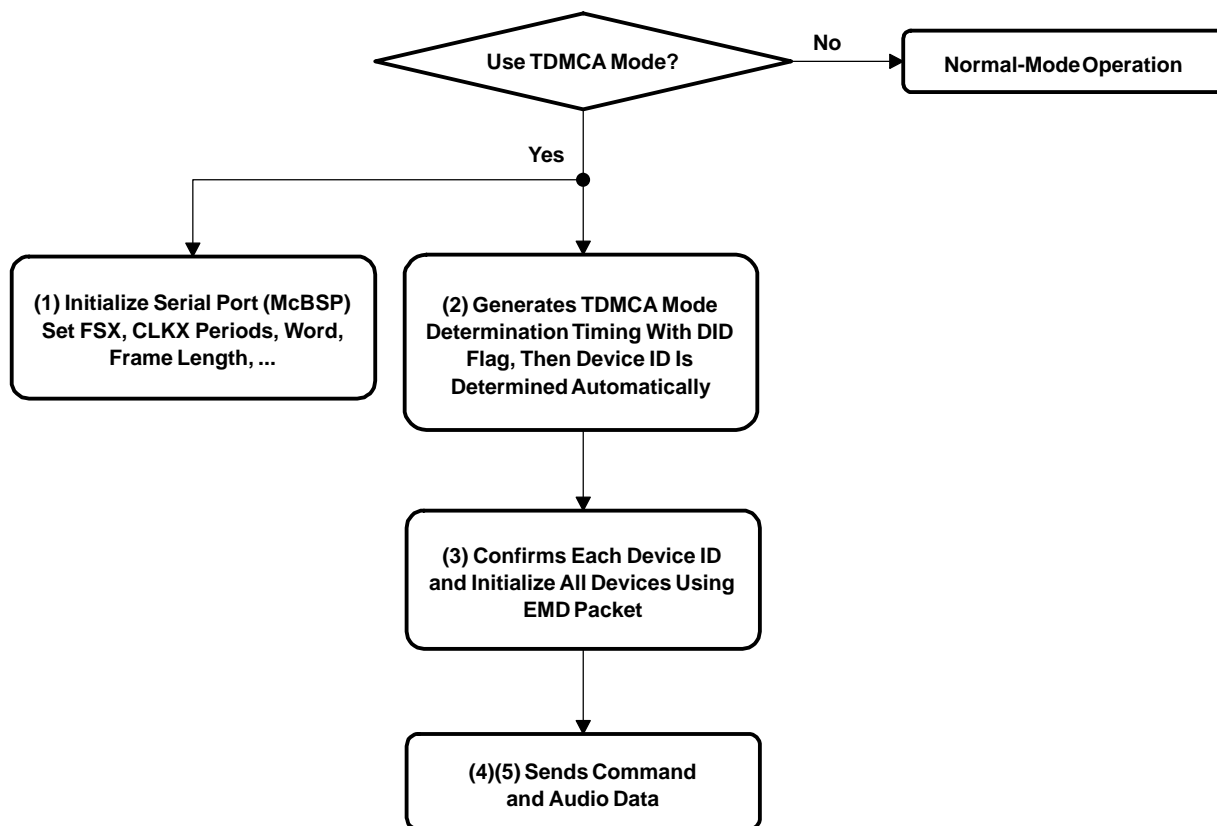 Use TDMCA Mode?
No
Normal-Mode Operation
Yes
(1) Initialize Serial Port (McBSP)
Set FSX, CLKX Periods, Word,
Frame Length, ...
(2) Generates TDMCA Mode
Determination Timing With DID
Flag, Then Device ID Is
Determined Automatically
(3) Confirms Each Device ID
and Initialize All Devices Using
EMD Packet
(4)(5) Sends Command
and Audio Data